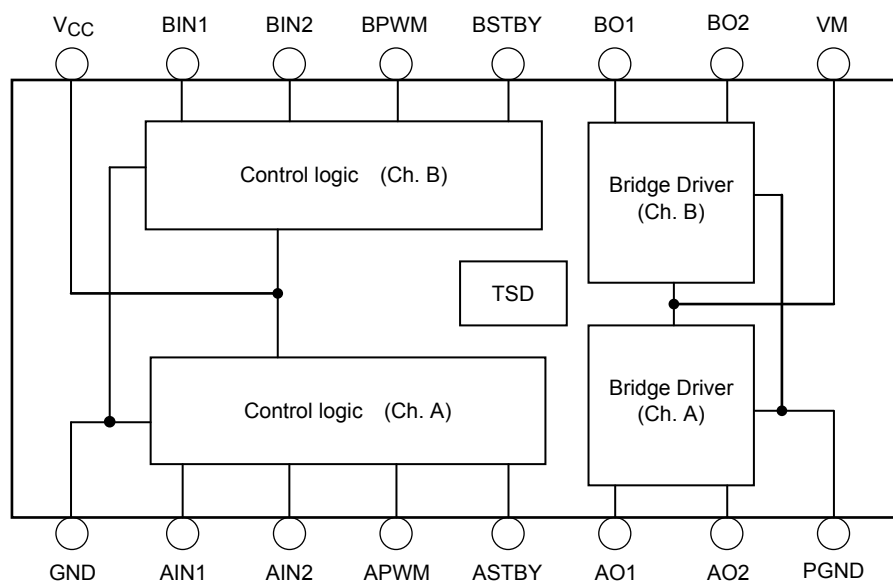 VCC BIN1 BIN2 BPWM BSTBY BO1 BO2 VM
Control logic (Ch. B)
Bridge Driver
(Ch. B)
TSD
Control logic (Ch. A)
Bridge Driver
(Ch. A)
GND AIN1 AIN2 APWM ASTBY AO1 AO2 PGND